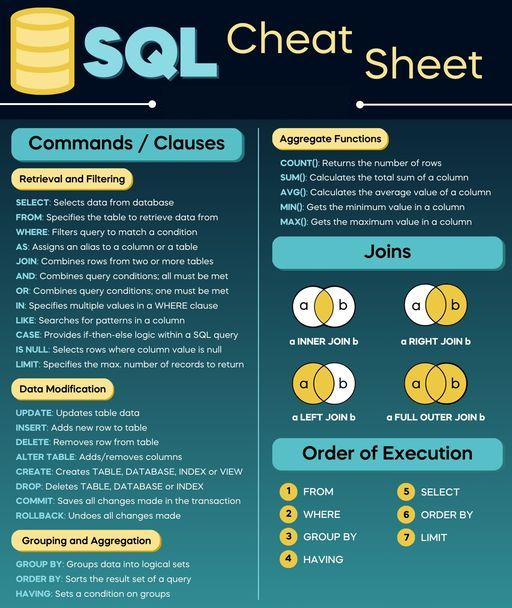 SQL Cheat Sheet
Commands / Clauses
Retrieval and Filtering
SELECT: Selects data from database
FROM: Specifies the table to retrieve data from
WHERE: Filters query to match a condition
AS: Assigns an alias to a column or a table
JOIN: Combines rows from two or more tables
AND: Combines query conditions; all must be met
OR: Combines query conditions; one must be met
IN: Specifies multiple values in a WHERE clause
LIKE: Searches for patterns in a column
CASE: Provides if-then-else logic within a SQL query
IS NULL: Selects rows where column value is null
LIMIT: Specifies the max. number of records to return
Data Modification
UPDATE: Updates table data
INSERT: Adds new row to table
DELETE: Removes row from table
ALTER TABLE: Adds/removes columns
CREATE: Creates TABLE, DATABASE, INDEX or VIEW
DROP: Deletes TABLE, DATABASE or INDEX
COMMIT: Saves all changes made in the transaction
ROLLBACK: Undoes all changes made
Grouping and Aggregation
GROUP BY: Groups data into logical sets
ORDER BY: Sorts the result set of a query
HAVING: Sets a condition on groups
Aggregate Functions
COUNT(): Returns the number of rows
SUM(): Calculates the total sum of a column
AVG(): Calculates the average value of a column
MIN(): Gets the minimum value in a column
MAX(): Gets the maximum value in a column
Joins
a b
a INNER JOIN b
a b
a RIGHT JOIN b
a b
a LEFT JOIN b
a b
a FULL OUTER JOIN b
Order of Execution
1 FROM
2 WHERE
3 GROUP BY
4 HAVING
5 SELECT
6 ORDER BY
7 LIMIT